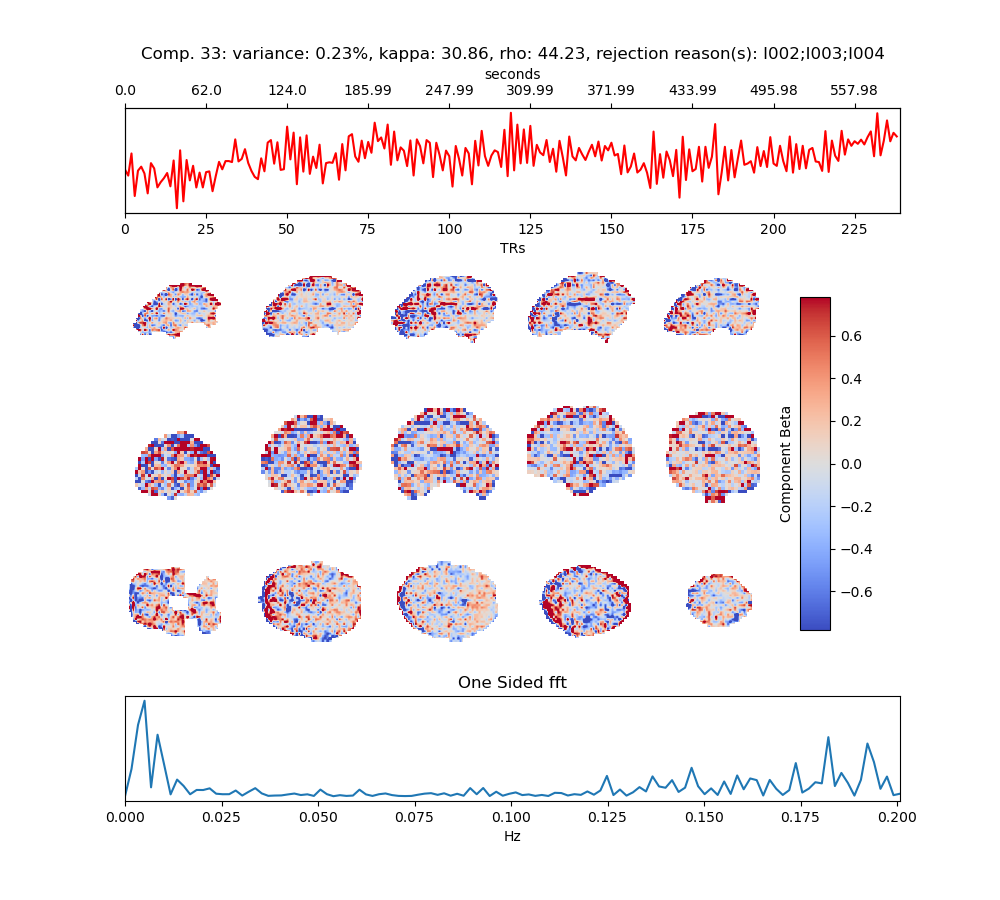 Comp. 33: variance: 0.23%, kappa: 30.86, rho: 44.23, rejection reason(s): I002;I003;I004
seconds
0.0 62.0 124.0 185.99 247.99 309.99 371.99 433.99 495.98 557.98
0 25 50 75 100 125 150 175 200 225
TRs
0.6
0.4
0.2
0.0
−0.2
−0.4
−0.6
Component Beta
One Sided fft
0.000 0.025 0.050 0.075 0.100 0.125 0.150 0.175 0.200
Hz